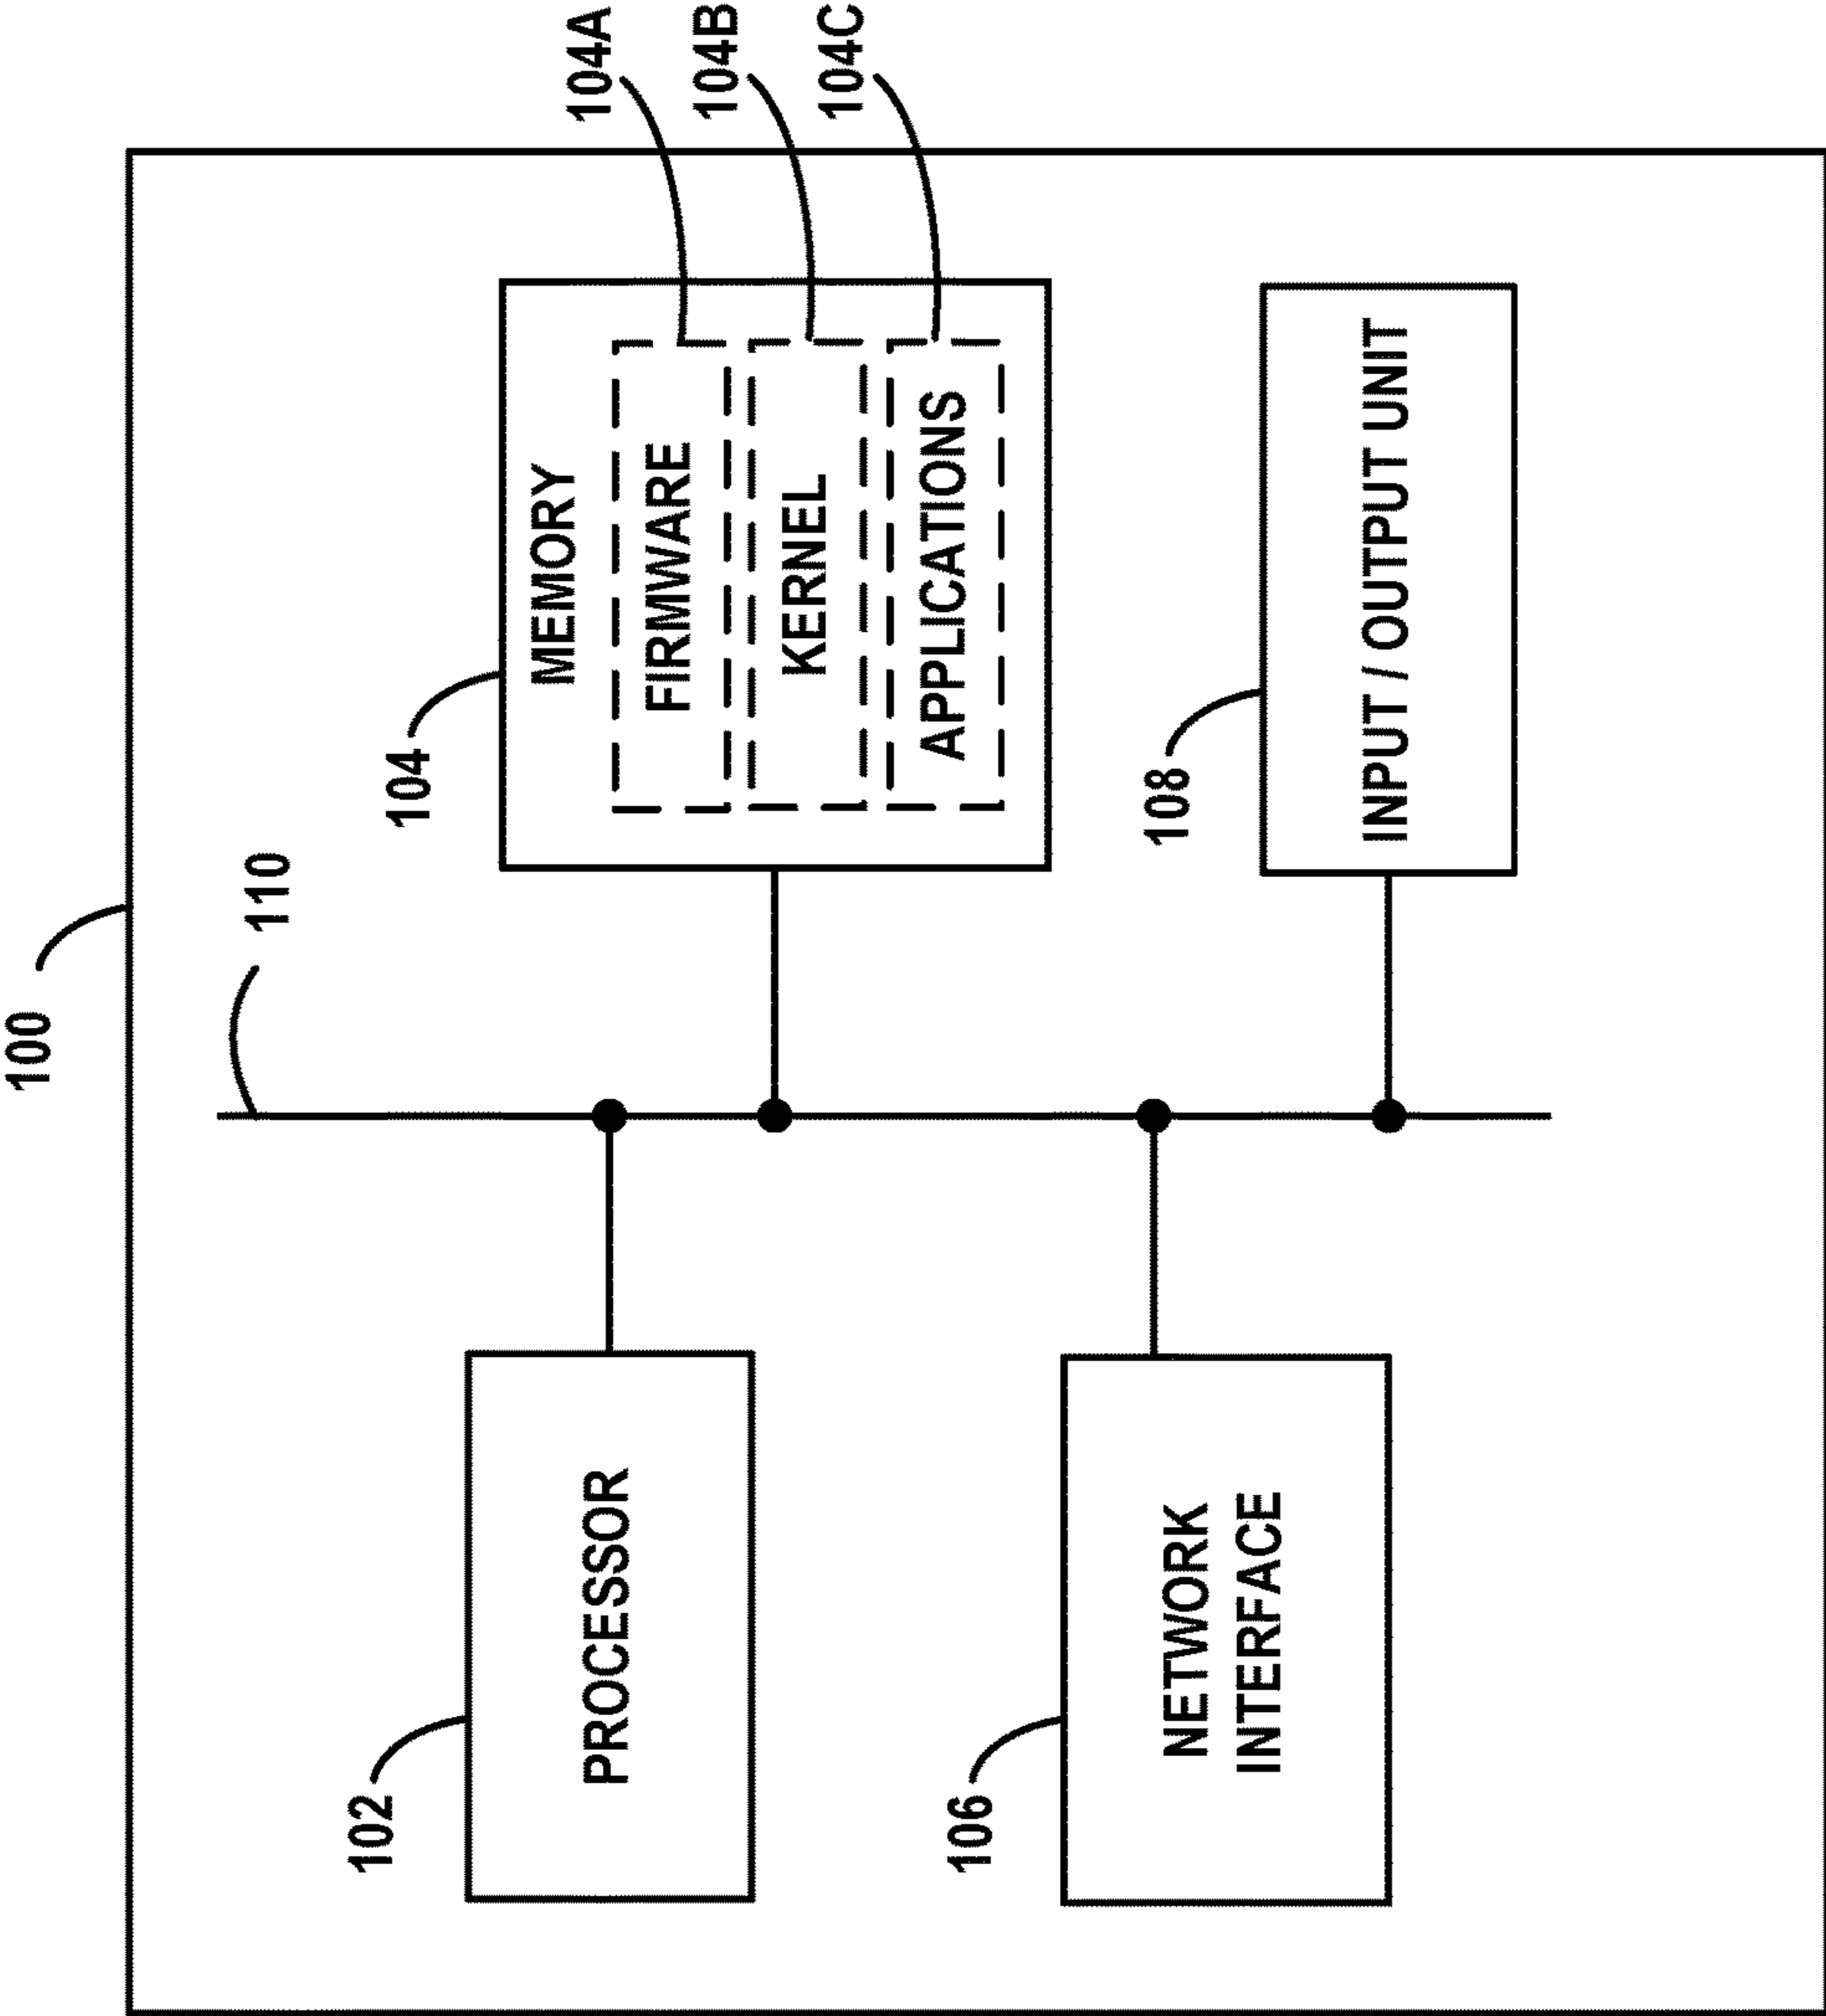 100
110
102
PROCESSOR
104
MEMORY
FIRMWARE
104A
KERNEL
104B
APPLICATIONS
104C
106
NETWORK
INTERFACE
108
INPUT / OUTPUT UNIT